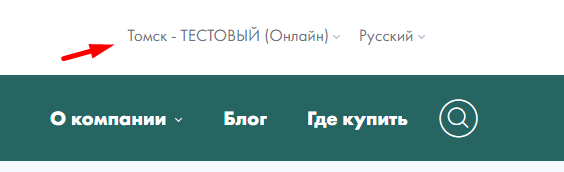 Томск - ТЕСТОВЫЙ (Онлайн) Русский
О компании Блог Где купить